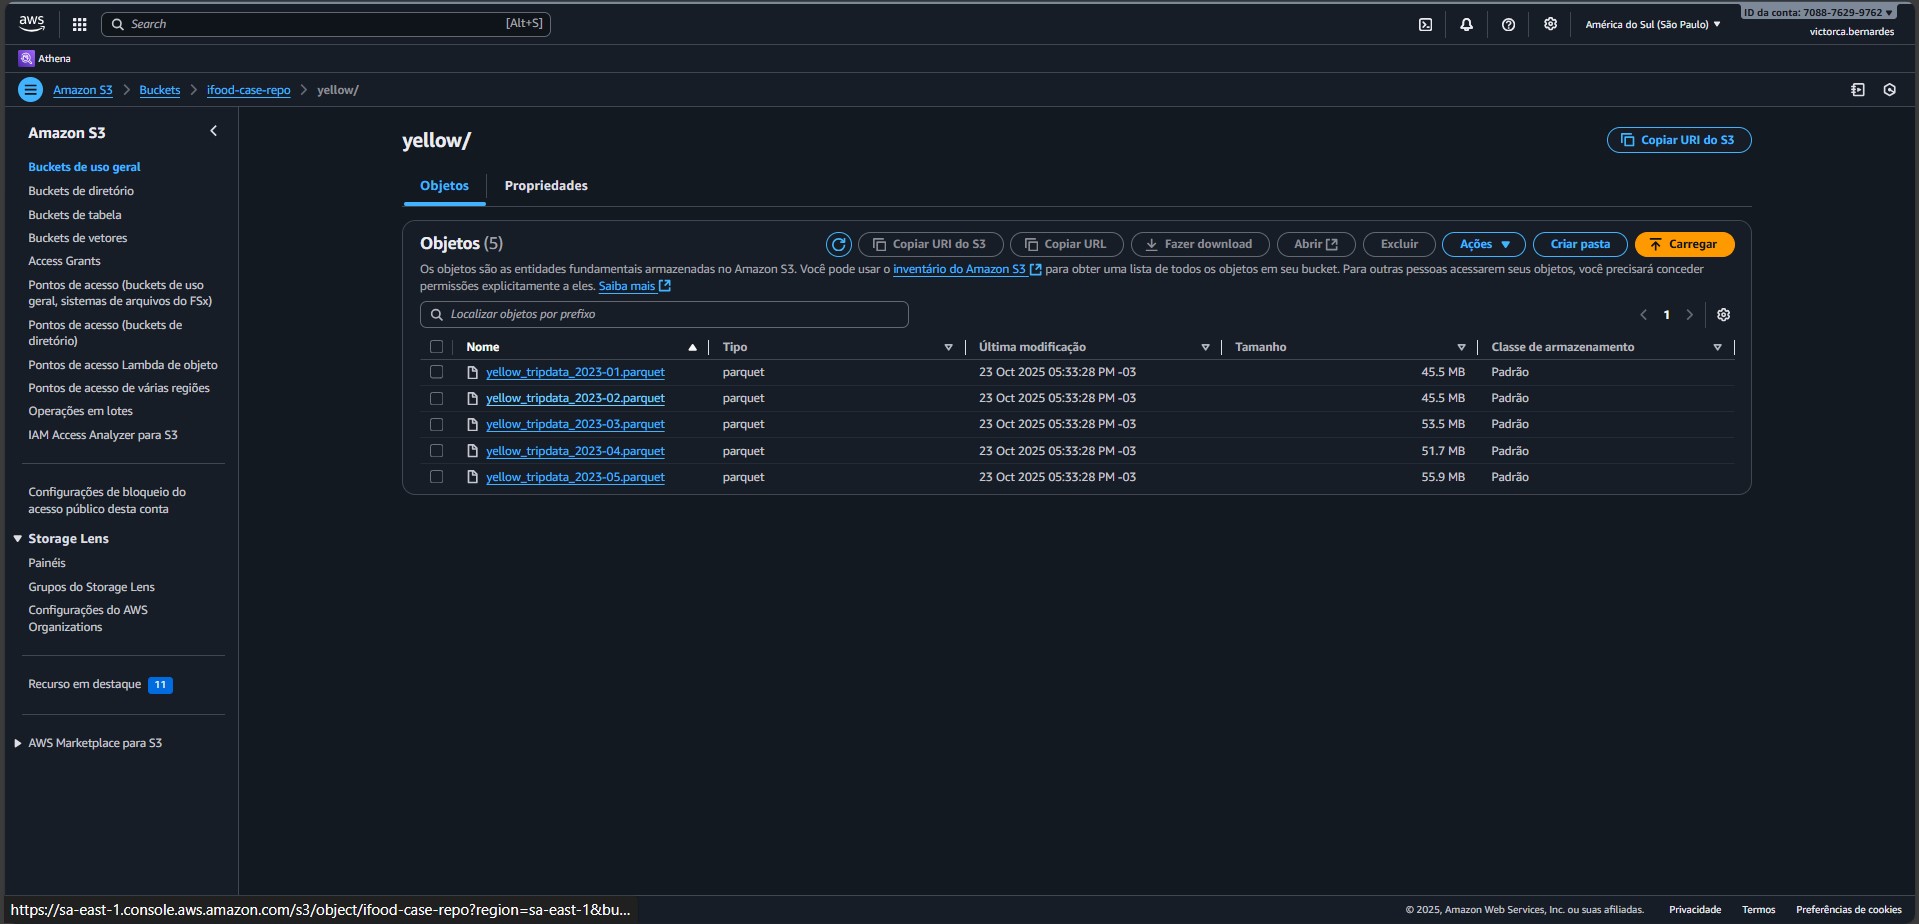 aws
Search
[Alt+S]
América do Sul (São Paulo) ▼
ID da conta: 7088-7629-9762 ▼
victorca.bernardes
Athena
Amazon S3 > Buckets > ifood-case-repo > yellow/
Amazon S3
Buckets de uso geral
Buckets de diretório
Buckets de tabela
Buckets de vetores
Access Grants
Pontos de acesso (buckets de uso
geral, sistemas de arquivos do FSx)
Pontos de acesso (buckets de
diretório)
Pontos de acesso Lambda de objeto
Pontos de acesso de várias regiões
Operações em lotes
IAM Access Analyzer para S3
Configurações de bloqueio do
acesso público desta conta
Storage Lens
Painéis
Grupos do Storage Lens
Configurações do AWS
Organizations
Recurso em destaque 11
AWS Marketplace para S3
yellow/
Copiar URI do S3
Objetos
Propriedades
Objetos (5)
Copiar URI do S3
Copiar URL
Fazer download
Abrir
Excluir
Ações ▼
Criar pasta
Carregar
Os objetos são as entidades fundamentais armazenadas no Amazon S3. Você pode usar o inventário do Amazon S3 para obter uma lista de todos os objetos em seu bucket. Para outras pessoas acessarem seus objetos, você precisará conceder
permissões explicitamente a eles. Saiba mais
Localizar objetos por prefixo
1
Nome Tipo Última modificação Tamanho Classe de armazenamento
yellow_tripdata_2023-01.parquet parquet 23 Oct 2025 05:33:28 PM -03 45.5 MB Padrão
yellow_tripdata_2023-02.parquet parquet 23 Oct 2025 05:33:28 PM -03 45.5 MB Padrão
yellow_tripdata_2023-03.parquet parquet 23 Oct 2025 05:33:28 PM -03 53.5 MB Padrão
yellow_tripdata_2023-04.parquet parquet 23 Oct 2025 05:33:28 PM -03 51.7 MB Padrão
yellow_tripdata_2023-05.parquet parquet 23 Oct 2025 05:33:28 PM -03 55.9 MB Padrão
https://sa-east-1.console.aws.amazon.com/s3/object/ifood-case-repo?region=sa-east-1&bu...
© 2025, Amazon Web Services, Inc. ou suas afiliadas. Privacidade Termos Preferências de cookies